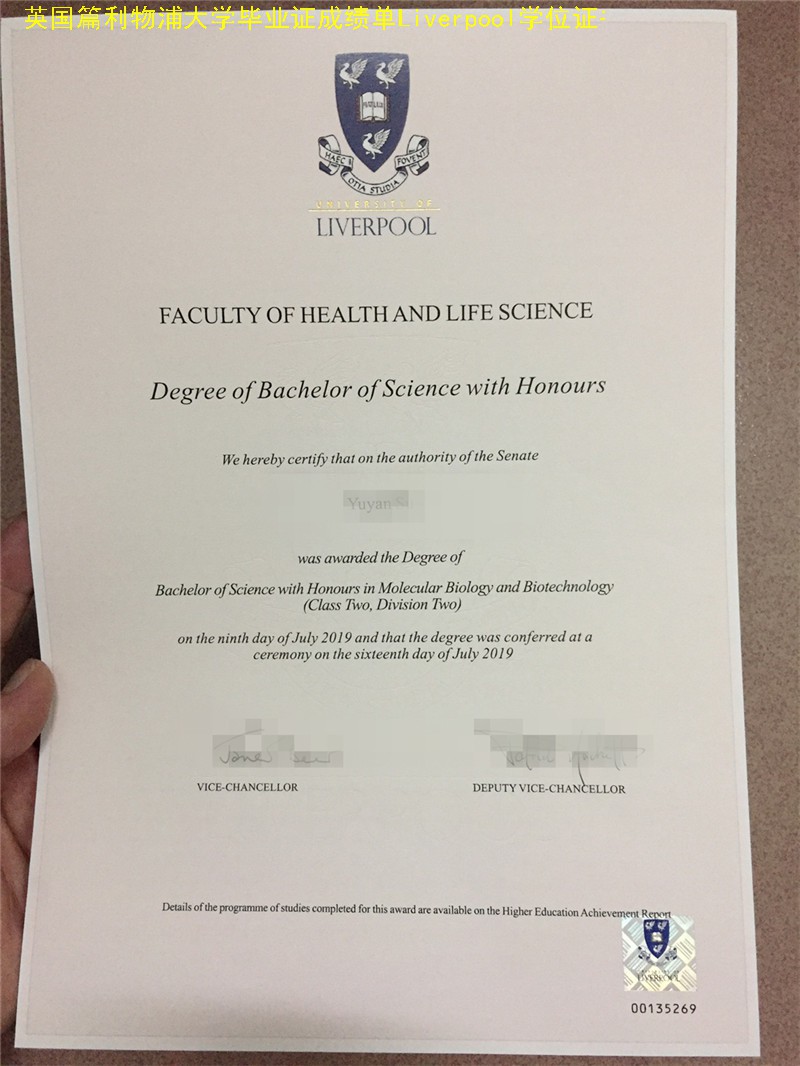 英国篇利物浦大学毕业证成绩单Liverpool学位证-
HAEC OTIA STUDIA FOVENT
UNIVERSITY OF
LIVERPOOL
FACULTY OF HEALTH AND LIFE SCIENCE
Degree of Bachelor of Science with Honours
We hereby certify that on the authority of the Senate
Yuyan
was awarded the Degree of
Bachelor of Science with Honours in Molecular Biology and Biotechnology
(Class Two, Division Two)
on the ninth day of July 2019 and that the degree was conferred at a
ceremony on the sixteenth day of July 2019
VICE-CHANCELLOR
DEPUTY VICE-CHANCELLOR
Details of the programme of studies completed for this award are available on the Higher Education Achievement Report
LIVERPOOL
00135269